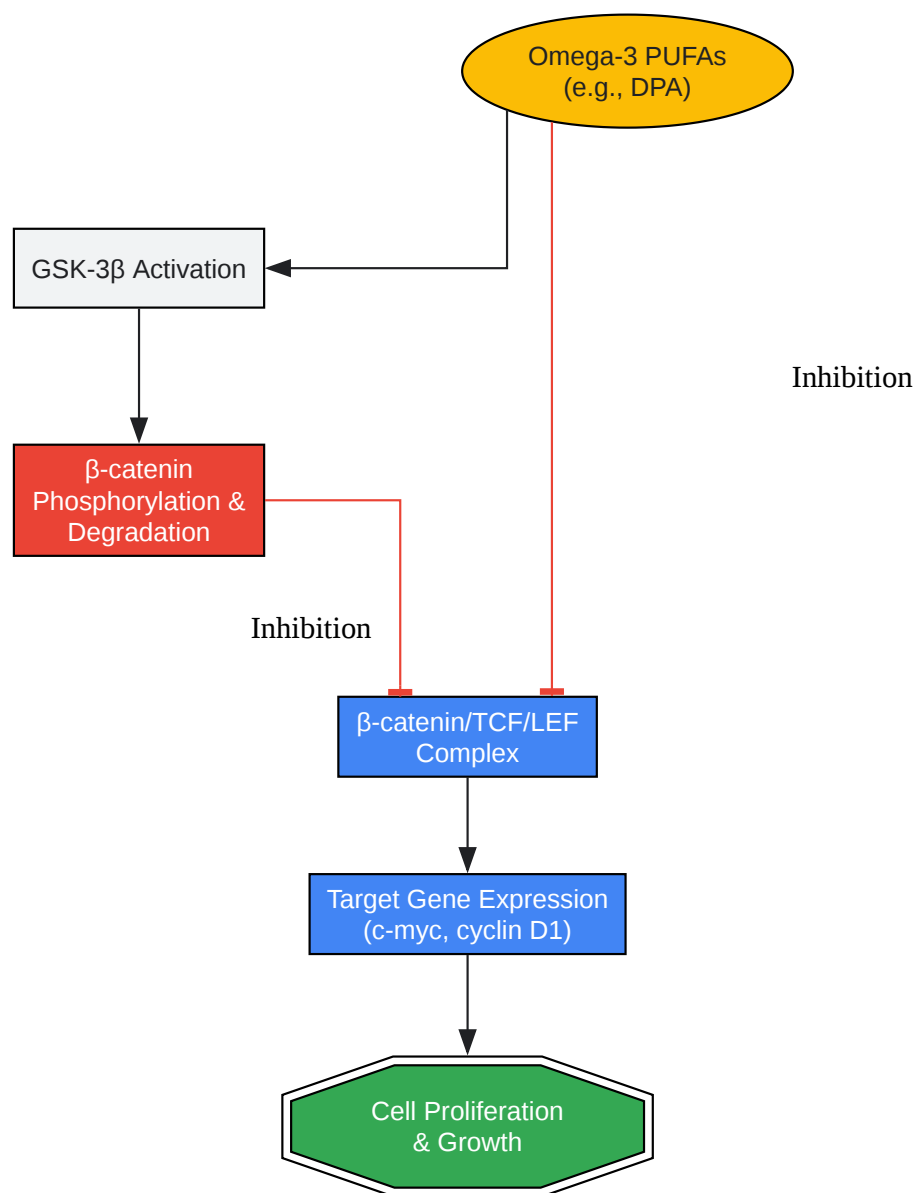 Omega-3 PUFAs
(e.g., DPA)
GSK-3β Activation
Inhibition
β-catenin
Phosphorylation &
Degradation
Inhibition
β-catenin/TCF/LEF
Complex
Target Gene Expression
(c-myc, cyclin D1)
Cell Proliferation
& Growth